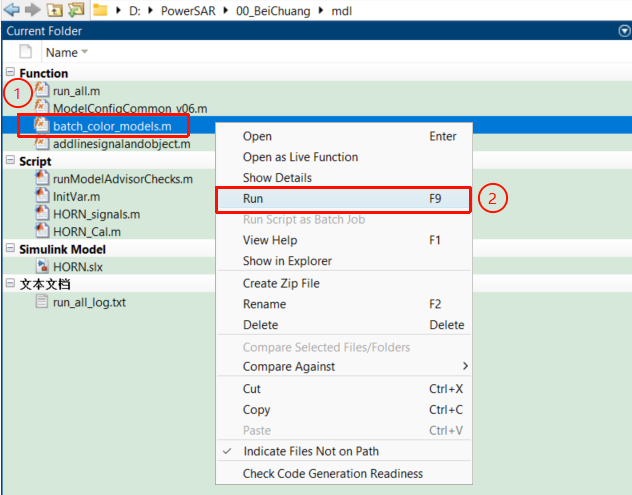 D: ▸ PowerSAR ▸ 00_BeiChuang ▸ mdl
Current Folder
Name
Function
1
run_all.m
ModelConfigCommon_v06.m
batch_color_models.m
addlinesignalandobject.m
Script
runModelAdvisorChecks.m
InitVar.m
HORN_signals.m
HORN_Cal.m
Simulink Model
HORN.slx
文本文档
run_all_log.txt
Open Enter
Open as Live Function
Show Details
Run F9
2
Run Script as Batch Job
View Help F1
Show in Explorer
Create Zip File
Rename F2
Delete Delete
Compare Selected Files/Folders
Compare Against
Cut Ctrl+X
Copy Ctrl+C
Paste Ctrl+V
Indicate Files Not on Path
Check Code Generation Readiness